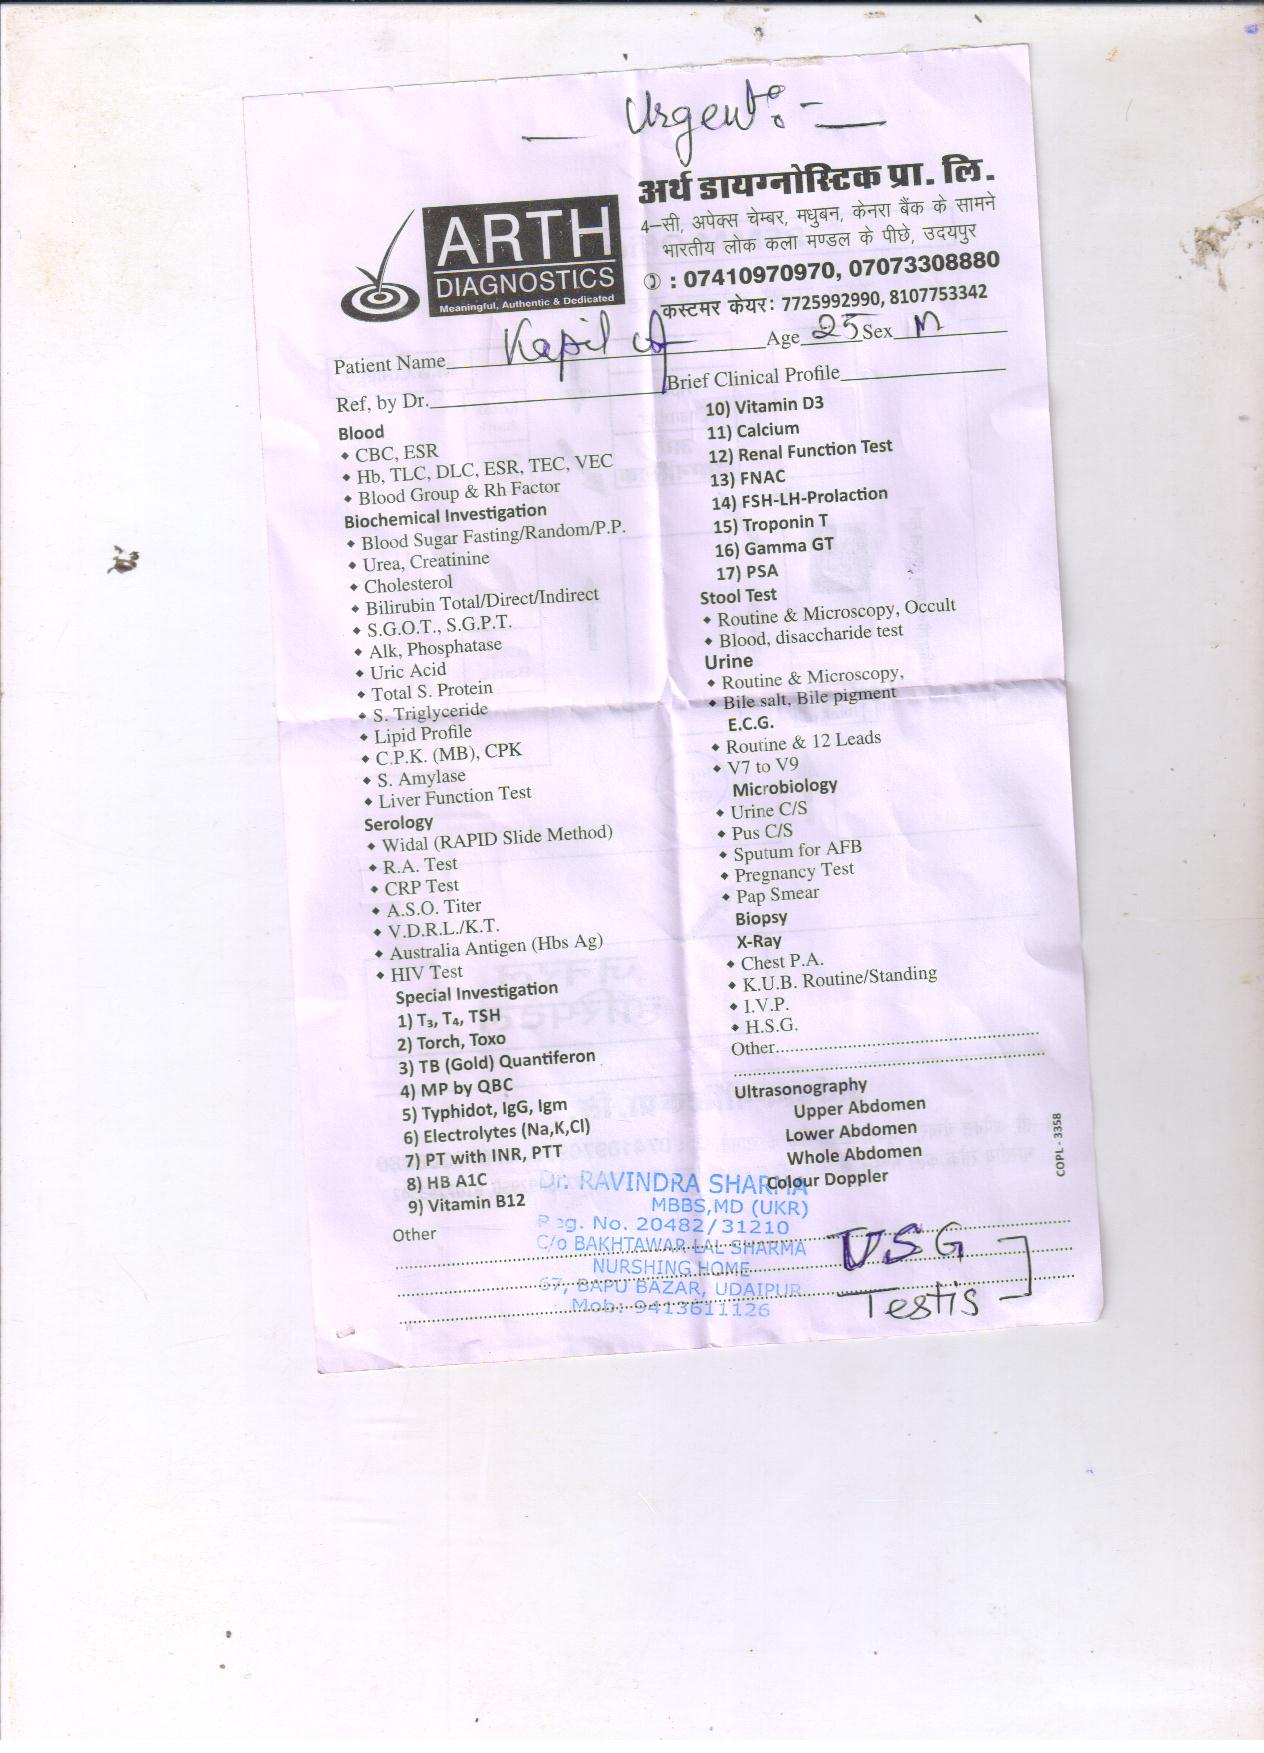 Urgent:-
अर्थ डायग्नोस्टिक प्रा. लि.
4-सी, अपेक्स चेम्बर, मधुबन, केनरा बैंक के सामने
भारतीय लोक कला मण्डल के पीछे, उदयपुर
: 07410970970, 07073308880
कस्टमर केयर: 7725992990, 8107753342
ARTH
DIAGNOSTICS
Meaningful, Authentic & Dedicated
Patient Name Kapil Age 25 Sex M
Ref, by Dr. Brief Clinical Profile
Blood
CBC, ESR
Hb, TLC, DLC, ESR, TEC, VEC
Blood Group & Rh Factor
Biochemical Investigation
Blood Sugar Fasting/Random/P.P.
Urea, Creatinine
Cholesterol
Bilirubin Total/Direct/Indirect
S.G.O.T., S.G.P.T.
Alk, Phosphatase
Uric Acid
Total S. Protein
S. Triglyceride
Lipid Profile
C.P.K. (MB), CPK
S. Amylase
Liver Function Test
Serology
Widal (RAPID Slide Method)
R.A. Test
CRP Test
A.S.O. Titer
V.D.R.L./K.T.
Australia Antigen (Hbs Ag)
HIV Test
Special Investigation
1) T₃, T₄, TSH
2) Torch, Toxo
3) TB (Gold) Quantiferon
4) MP by QBC
5) Typhidot, IgG, Igm
6) Electrolytes (Na,K,Cl)
7) PT with INR, PTT
8) HB A1C
9) Vitamin B12
Other
10) Vitamin D3
11) Calcium
12) Renal Function Test
13) FNAC
14) FSH-LH-Prolaction
15) Troponin T
16) Gamma GT
17) PSA
Stool Test
Routine & Microscopy, Occult
Blood, disaccharide test
Urine
Routine & Microscopy,
Bile salt, Bile pigment
E.C.G.
Routine & 12 Leads
V7 to V9
Microbiology
Urine C/S
Pus C/S
Sputum for AFB
Pregnancy Test
Pap Smear
Biopsy
X-Ray
Chest P.A.
K.U.B. Routine/Standing
I.V.P.
H.S.G.
Other
Ultrasonography
Upper Abdomen
Lower Abdomen
Whole Abdomen
Colour Doppler
COPL - 3358
Dr. RAVINDRA SHARMA
MBBS,MD (UKR)
Reg. No. 20482/31210
C/o BAKHTAWAR LAL SHARMA
NURSHING HOME
67, BAPU BAZAR, UDAIPUR
Mob: 9413611126
USG
Testis